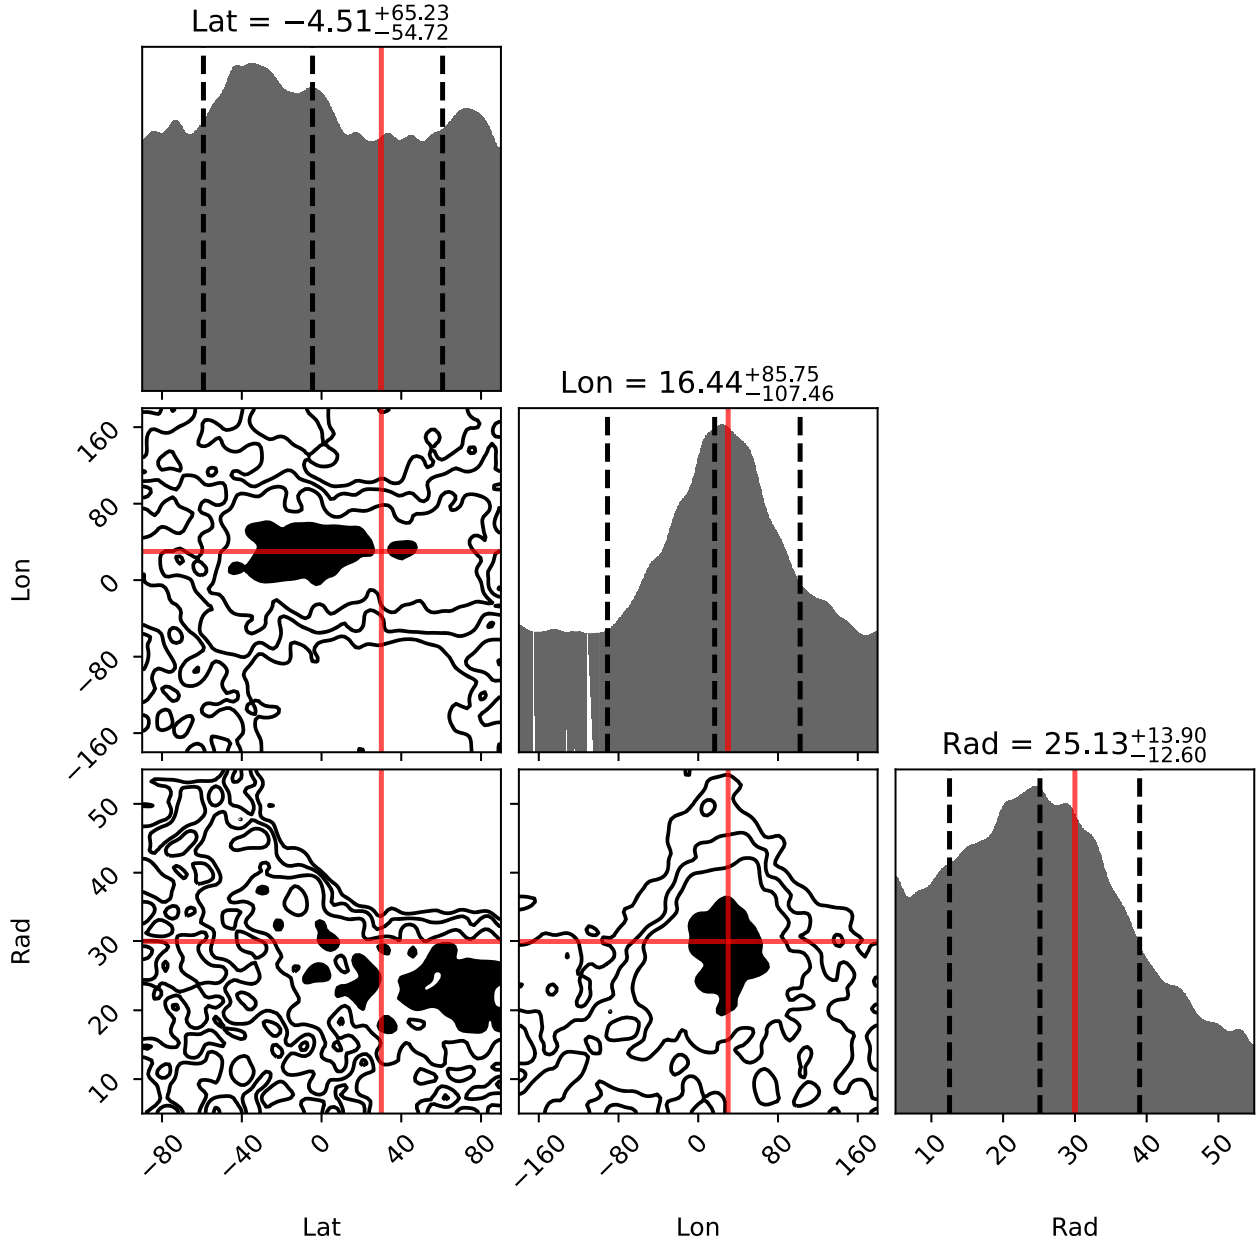 Lat = −4.51+65.23−54.72
Lon = 16.44+85.75−107.46
160
80
0
−80
−160
Lon
Rad = 25.13+13.90−12.60
50
40
30
20
10
Rad
−80 −40 0 40 80
−160 −80 0 80 160
10 20 30 40 50
Lat Lon Rad